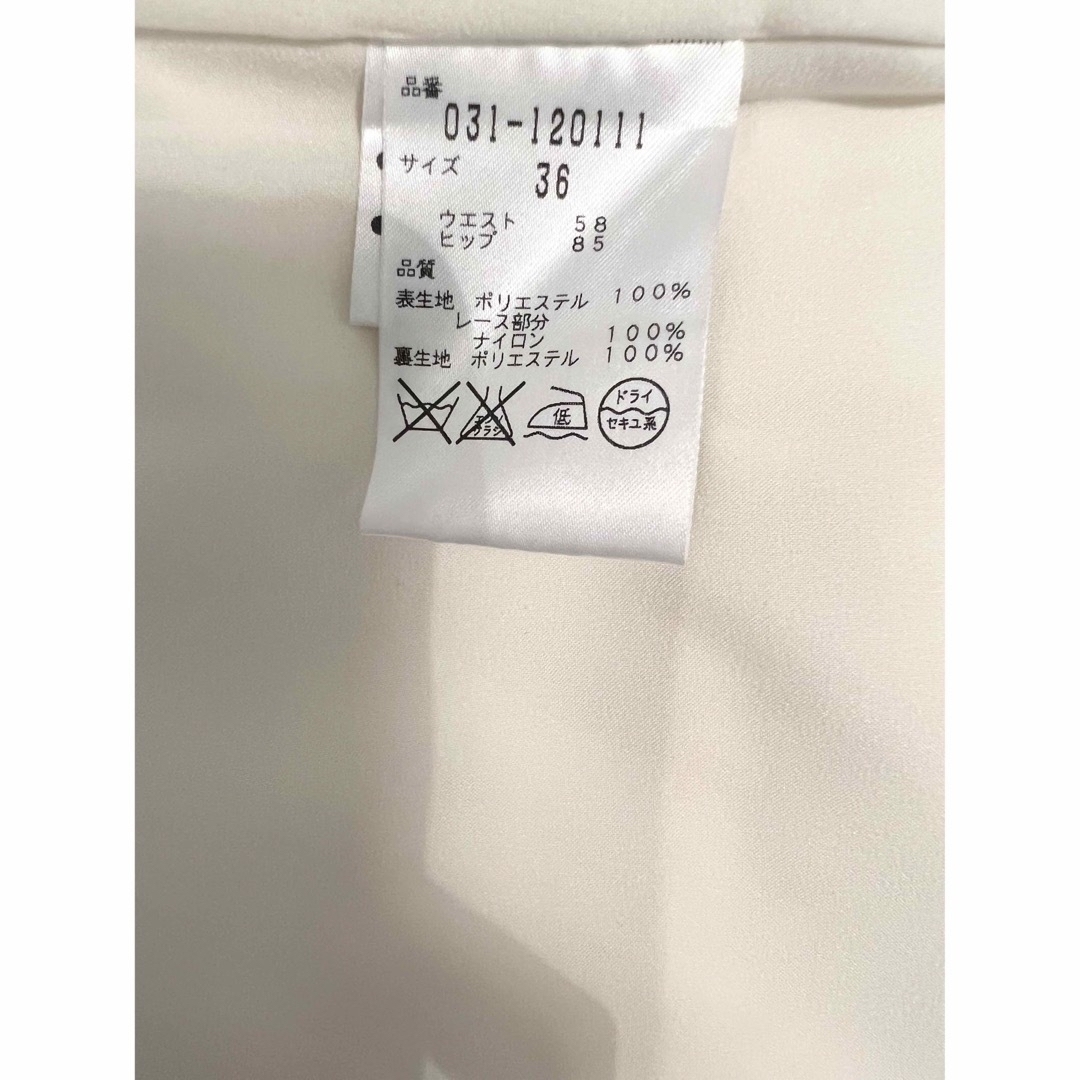 品番
031-120111
サイズ 36
ウエスト 58
ヒップ 85
品質
表生地 ポリエステル 100%
レース部分
ナイロン 100%
裏生地 ポリエステル 100%
低
ドライ
セキユ系